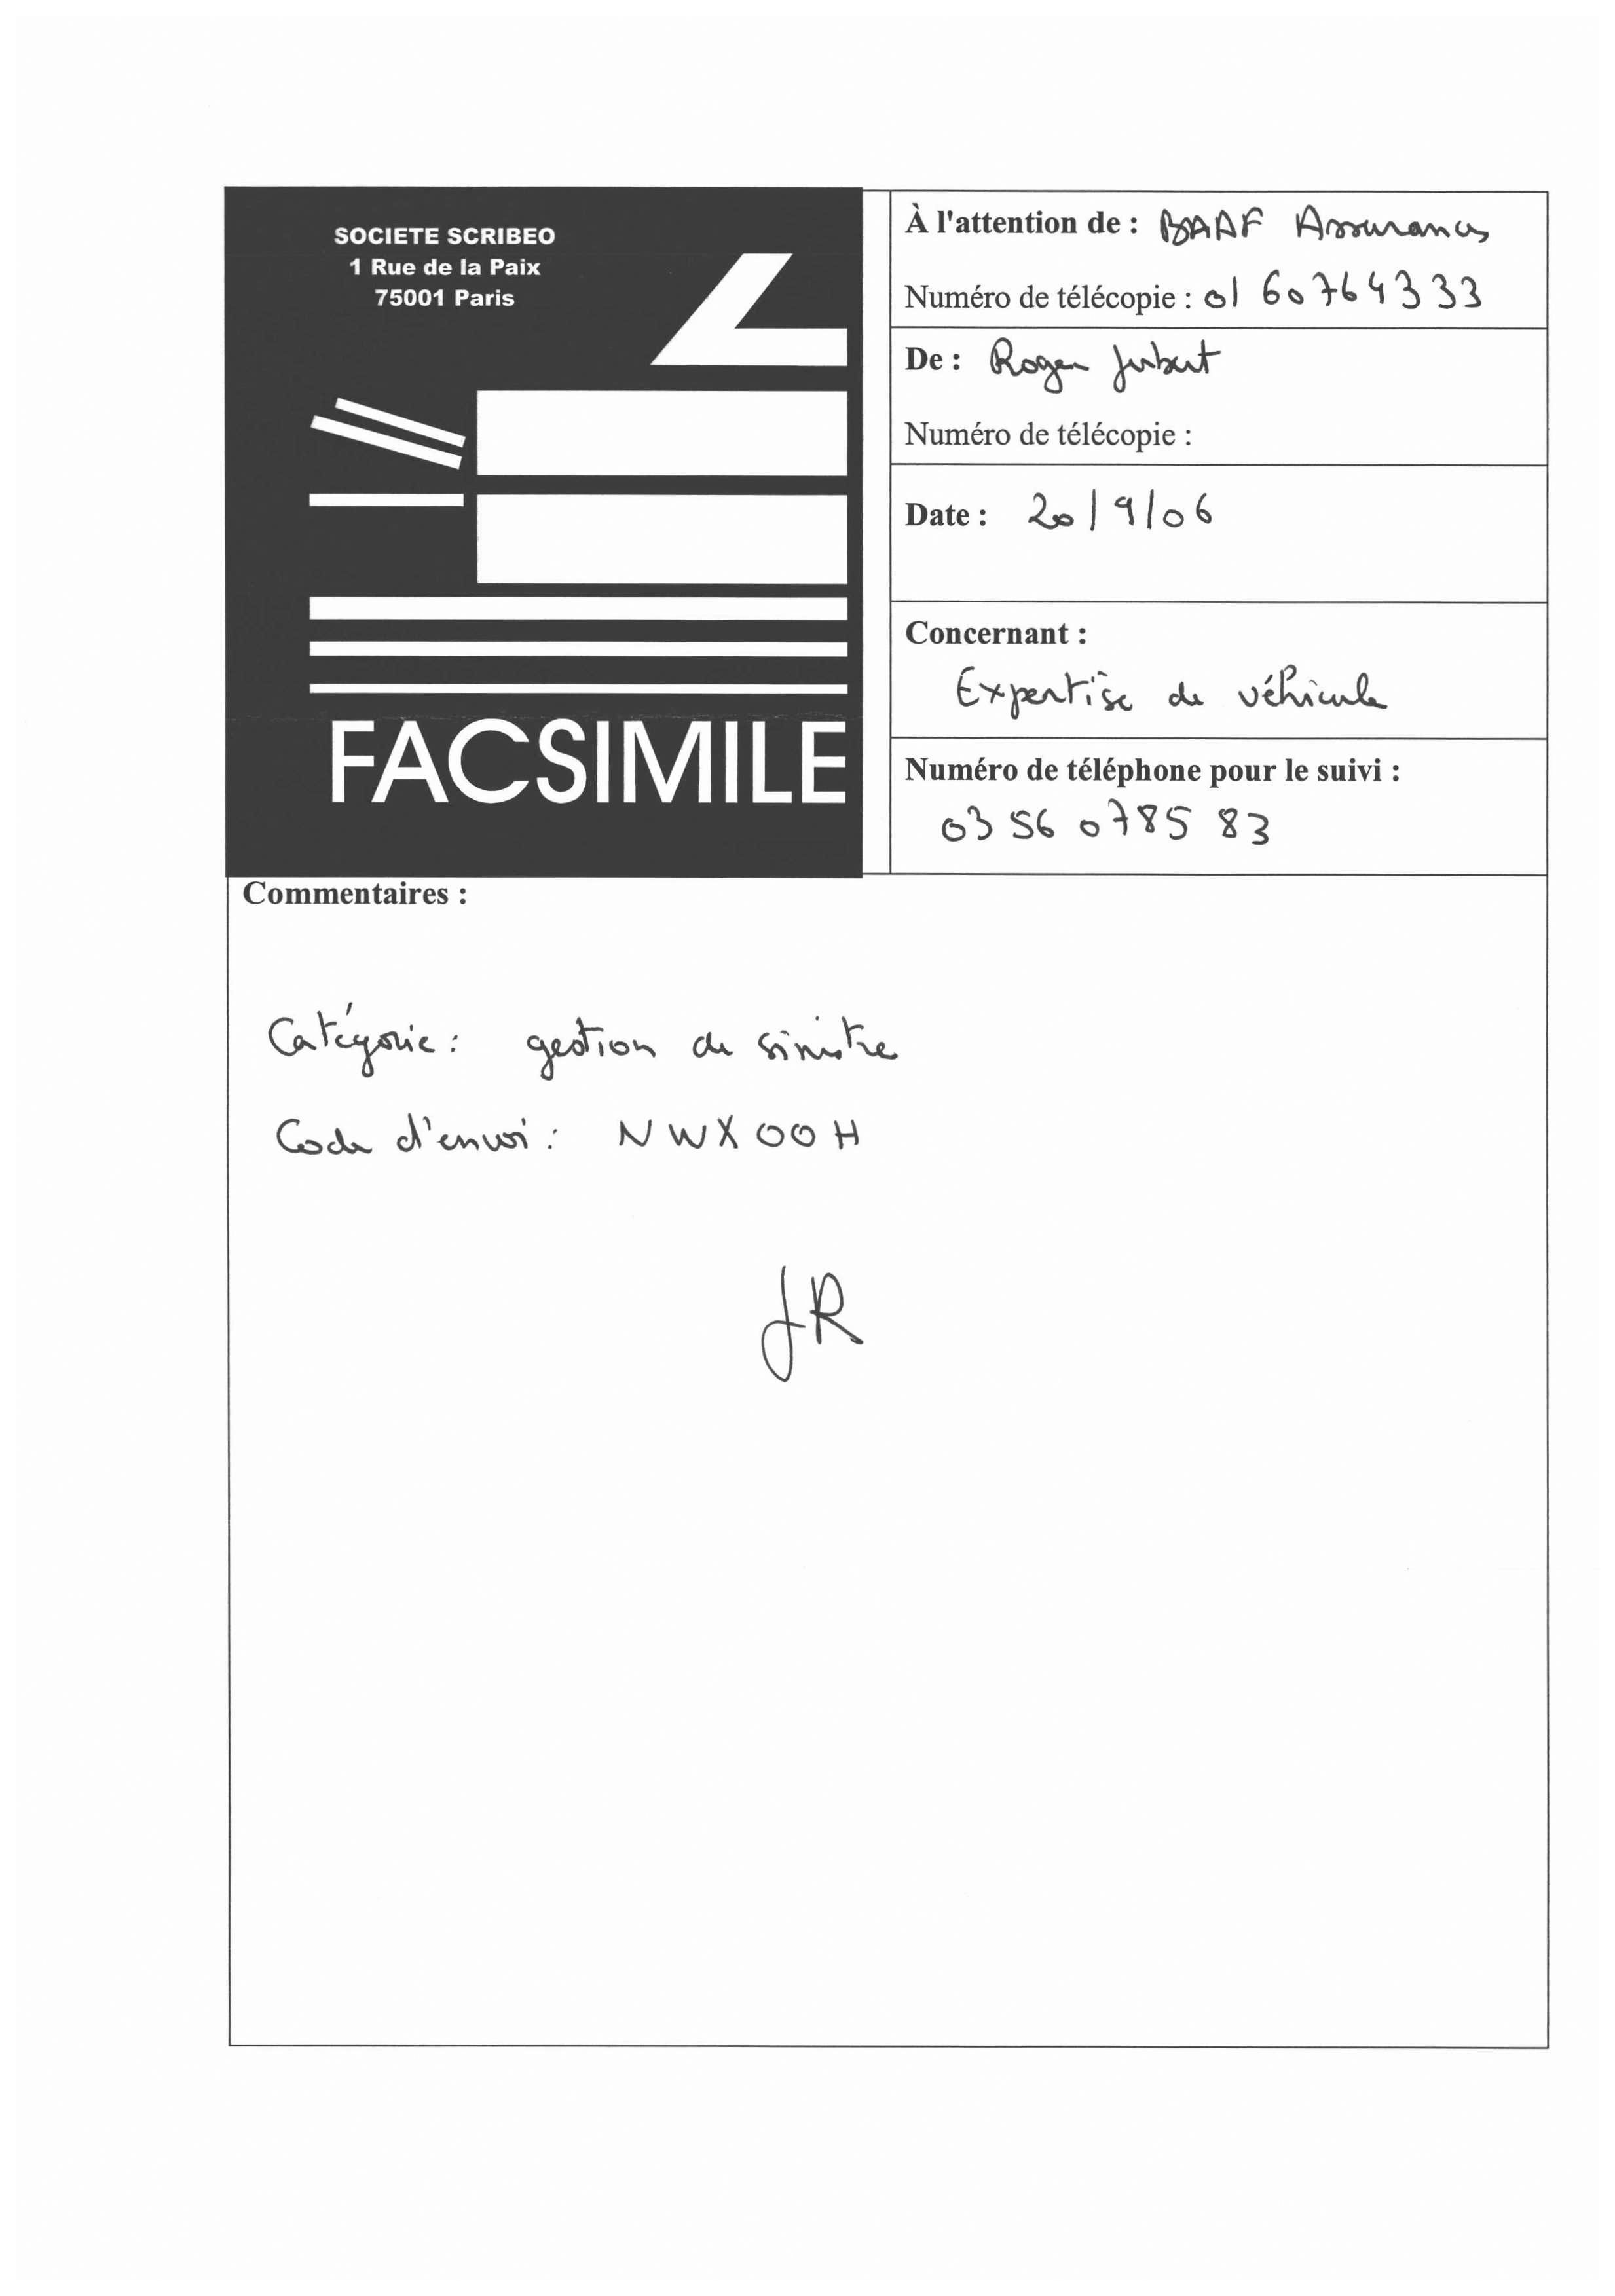 SOCIETE SCRIBEO
1 Rue de la Paix
75001 Paris
FACSIMILE
À l'attention de : BAAF Assurances
Numéro de télécopie : 01 60764333
De : Roger Jubert
Numéro de télécopie :
Date : 20/9/06
Concernant :
Expertise de véhicule
Numéro de téléphone pour le suivi :
03 56 0785 83
Commentaires :
Catégorie : gestion de sinistre
Code d'envoi : NWX00H
JR